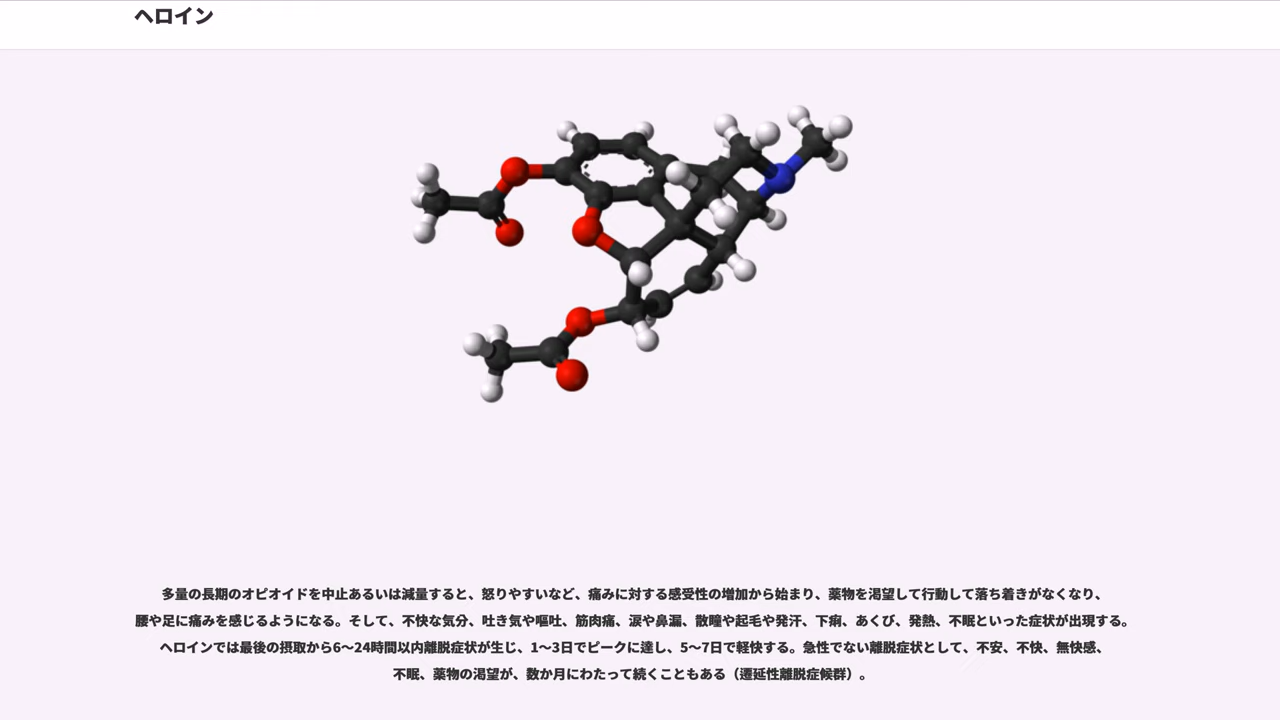 ヘロイン
多量の長期のオピオイドを中止あるいは減量すると、怒りやすいなど、痛みに対する感受性の増加から始まり、薬物を渇望して行動して落ち着きがなくなり、
腰や足に痛みを感じるようになる。そして、不快な気分、吐き気や嘔吐、筋肉痛、涙や鼻漏、散瞳や起毛や発汗、下痢、あくび、発熱、不眠といった症状が出現する。
ヘロインでは最後の摂取から6〜24時間以内離脱症状が生じ、1〜3日でピークに達し、5〜7日で軽快する。急性でない離脱症状として、不安、不快、無快感、
不眠、薬物の渇望が、数か月にわたって続くこともある（遷延性離脱症候群）。